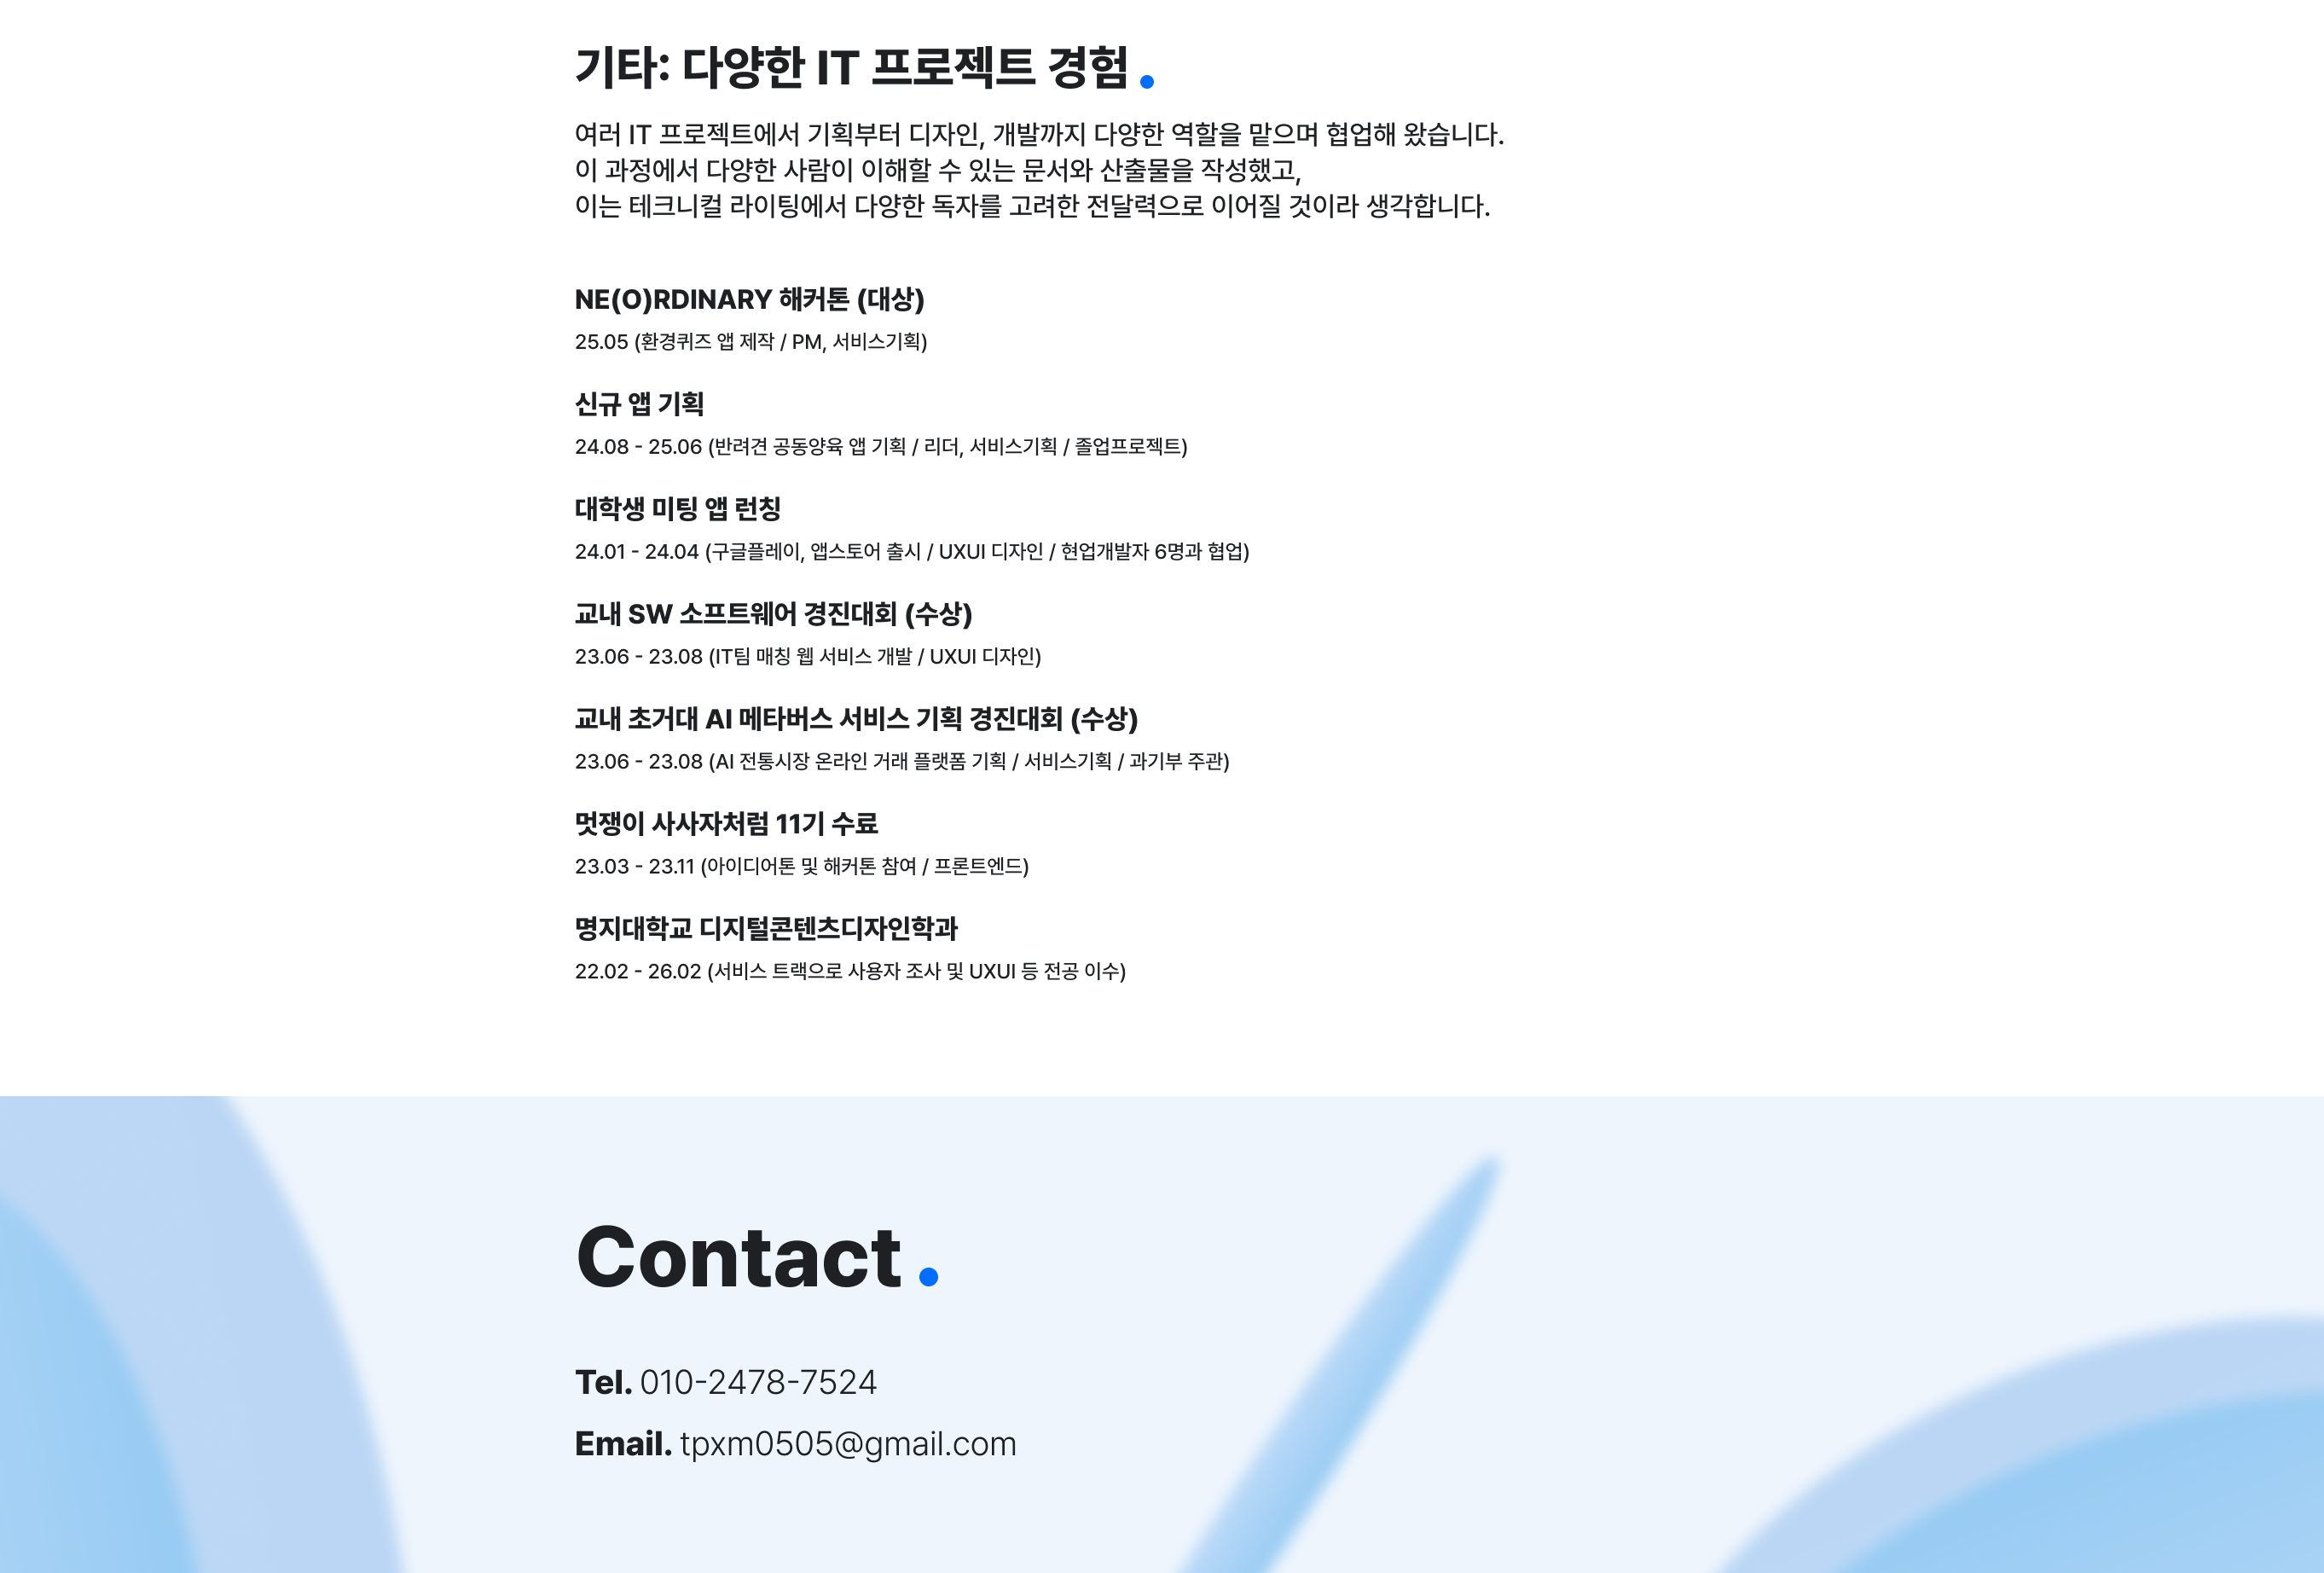 기타: 다양한 IT 프로젝트 경험.
여러 IT 프로젝트에서 기획부터 디자인, 개발까지 다양한 역할을 맡으며 협업해 왔습니다.
이 과정에서 다양한 사람이 이해할 수 있는 문서와 산출물을 작성했고,
이는 테크니컬 라이팅에서 다양한 독자를 고려한 전달력으로 이어질 것이라 생각합니다.
NE(O)RDINARY 해커톤 (대상)
25.05 (환경퀴즈 앱 제작 / PM, 서비스기획)
신규 앱 기획
24.08 - 25.06 (반려견 공동양육 앱 기획 / 리더, 서비스기획 / 졸업프로젝트)
대학생 미팅 앱 런칭
24.01 - 24.04 (구글플레이, 앱스토어 출시 / UXUI 디자인 / 현업개발자 6명과 협업)
교내 SW 소프트웨어 경진대회 (수상)
23.06 - 23.08 (IT팀 매칭 웹 서비스 개발 / UXUI 디자인)
교내 초거대 AI 메타버스 서비스 기획 경진대회 (수상)
23.06 - 23.08 (AI 전통시장 온라인 거래 플랫폼 기획 / 서비스기획 / 과기부 주관)
멋쟁이 사사자처럼 11기 수료
23.03 - 23.11 (아이디어톤 및 해커톤 참여 / 프론트엔드)
명지대학교 디지털콘텐츠디자인학과
22.02 - 26.02 (서비스 트랙으로 사용자 조사 및 UXUI 등 전공 이수)
Contact.
Tel. 010-2478-7524
Email. tpxm0505@gmail.com